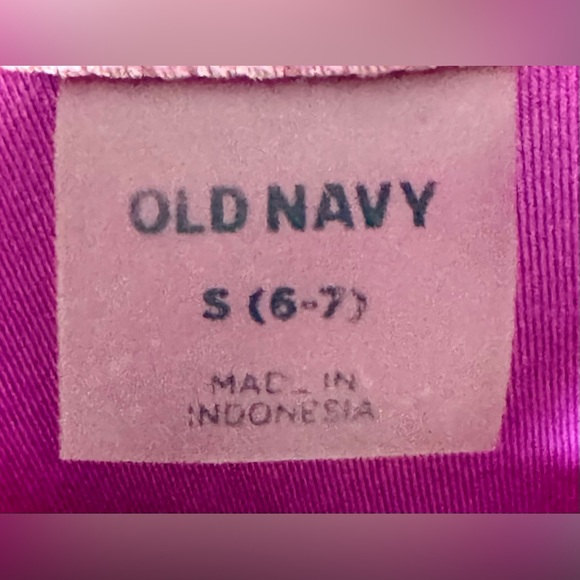 OLD NAVY
S (6-7)
MADE IN
INDONESIA